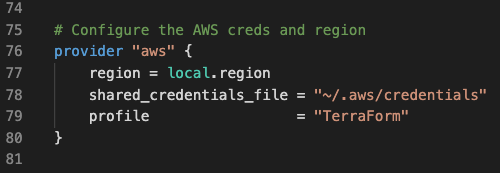 74
75 # Configure the AWS creds and region
76 provider "aws" {
77     region = local.region
78     shared_credentials_file = "~/.aws/credentials"
79     profile                 = "TerraForm"
80 }
81